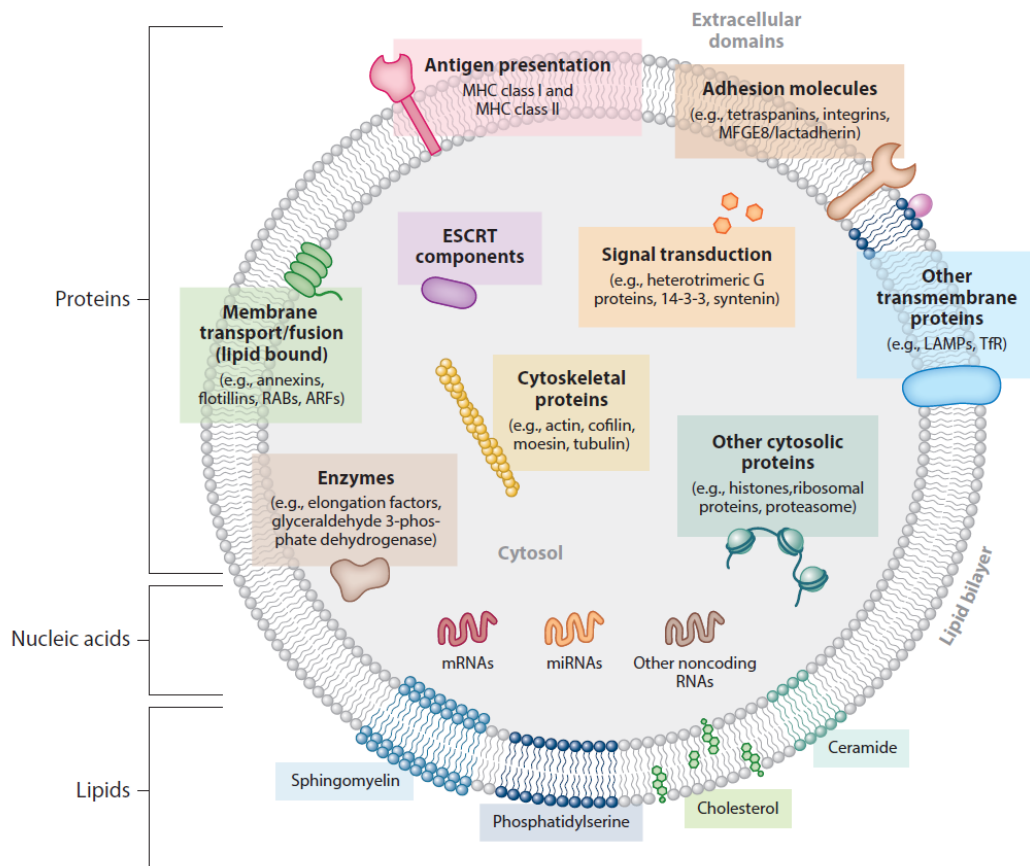 Extracellular
domains
Antigen presentation
MHC class I and
MHC class II
Adhesion molecules
(e.g., tetraspanins, integrins,
MFGE8/lactadherin)
Proteins
ESCRT
components
Signal transduction
(e.g., heterotrimeric G
proteins, 14-3-3, syntenin)
Other
transmembrane
proteins
(e.g., LAMPs, TfR)
Membrane
transport/fusion
(lipid bound)
(e.g., annexins,
flotillins, RABs, ARFs)
Cytoskeletal
proteins
(e.g., actin, cofilin,
moesin, tubulin)
Other cytosolic
proteins
(e.g., histones,ribosomal
proteins, proteasome)
Enzymes
(e.g., elongation factors,
glyceraldehyde 3-phos-
phate dehydrogenase)
Cytosol
Lipid bilayer
Nucleic acids
mRNAs
miRNAs
Other noncoding
RNAs
Lipids
Sphingomyelin
Phosphatidylserine
Cholesterol
Ceramide